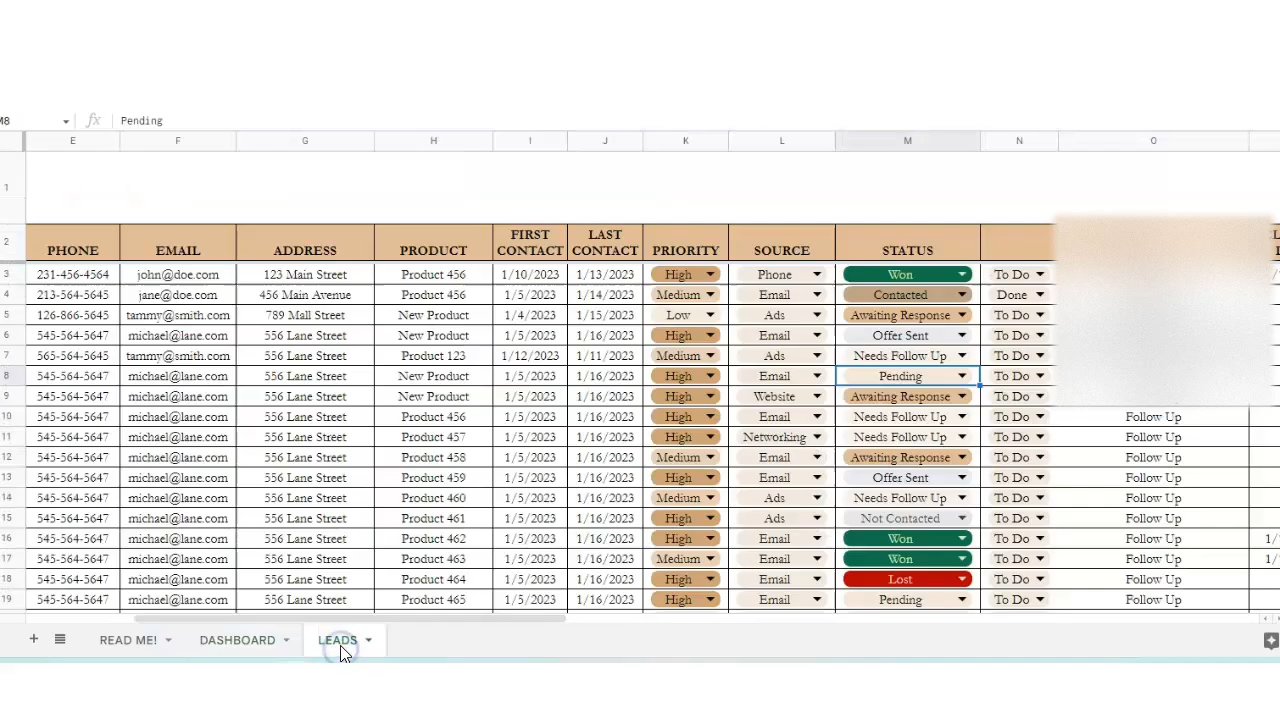 M8 fx Pending
E F G H I J K L M N O
1
2 PHONE EMAIL ADDRESS PRODUCT FIRST CONTACT LAST CONTACT PRIORITY SOURCE STATUS
3 231-456-4564 john@doe.com 123 Main Street Product 456 1/10/2023 1/13/2023 High Phone Won To Do
4 213-564-5645 jane@doe.com 456 Main Avenue Product 456 1/5/2023 1/14/2023 Medium Email Contacted Done
5 126-866-5645 tammy@smith.com 789 Mall Street New Product 1/4/2023 1/15/2023 Low Ads Awaiting Response To Do
6 545-564-5647 michael@lane.com 556 Lane Street Product 456 1/5/2023 1/16/2023 High Email Offer Sent To Do
7 565-564-5645 tammy@smith.com 556 Lane Street Product 123 1/12/2023 1/11/2023 Medium Ads Needs Follow Up To Do
8 545-564-5647 michael@lane.com 556 Lane Street New Product 1/5/2023 1/16/2023 High Email Pending To Do
9 545-564-5647 michael@lane.com 556 Lane Street New Product 1/5/2023 1/16/2023 High Website Awaiting Response To Do
10 545-564-5647 michael@lane.com 556 Lane Street Product 456 1/5/2023 1/16/2023 High Email Needs Follow Up To Do Follow Up
11 545-564-5647 michael@lane.com 556 Lane Street Product 457 1/5/2023 1/16/2023 High Networking Needs Follow Up To Do Follow Up
12 545-564-5647 michael@lane.com 556 Lane Street Product 458 1/5/2023 1/16/2023 Medium Email Awaiting Response To Do Follow Up
13 545-564-5647 michael@lane.com 556 Lane Street Product 459 1/5/2023 1/16/2023 High Email Offer Sent To Do Follow Up
14 545-564-5647 michael@lane.com 556 Lane Street Product 460 1/5/2023 1/16/2023 Medium Ads Needs Follow Up To Do Follow Up
15 545-564-5647 michael@lane.com 556 Lane Street Product 461 1/5/2023 1/16/2023 High Ads Not Contacted To Do Follow Up
16 545-564-5647 michael@lane.com 556 Lane Street Product 462 1/5/2023 1/16/2023 High Email Won To Do Follow Up 1/
17 545-564-5647 michael@lane.com 556 Lane Street Product 463 1/5/2023 1/16/2023 Medium Email Won To Do Follow Up 1/
18 545-564-5647 michael@lane.com 556 Lane Street Product 464 1/5/2023 1/16/2023 High Email Lost To Do Follow Up
19 545-564-5647 michael@lane.com 556 Lane Street Product 465 1/5/2023 1/16/2023 High Email Pending To Do Follow Up
READ ME! DASHBOARD LEADS